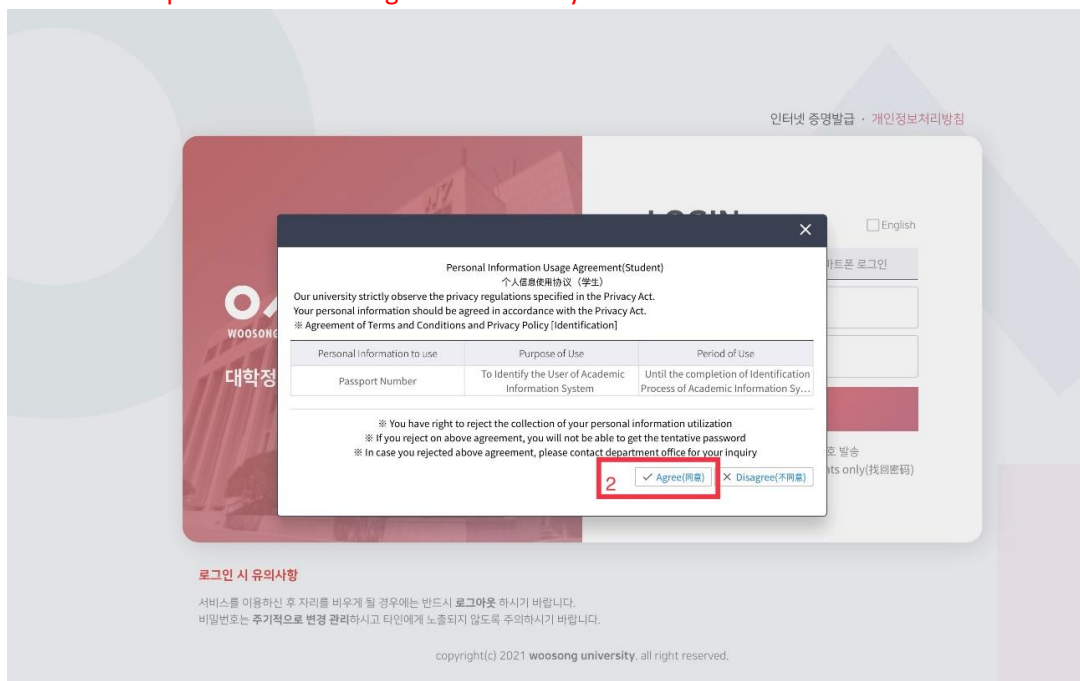 인터넷 증명발급 · 개인정보처리방침
English
Personal Information Usage Agreement(Student)
个人信息使用协议（学生）
Our university strictly observe the privacy regulations specified in the Privacy Act.
Your personal information should be agreed in accordance with the Privacy Act.
※ Agreement of Terms and Conditions and Privacy Policy [Identification]
Personal Information to use Purpose of Use Period of Use
Passport Number To Identify the User of Academic Information System Until the completion of Identification Process of Academic Information Sy...
※ You have right to reject the collection of your personal information utilization
※ If you reject on above agreement, you will not be able to get the tentative password
※ In case you rejected above agreement, please contact department office for your inquiry
2
Agree(同意) Disagree(不同意)
WOOSONG
대학정
트폰 로그인
호 발송
nts only(找回密码)
로그인 시 유의사항
서비스를 이용하신 후 자리를 비우게 될 경우에는 반드시 로그아웃 하시기 바랍니다.
비밀번호는 주기적으로 변경 관리하시고 타인에게 노출되지 않도록 주의하시기 바랍니다.
copyright(c) 2021 woosong university. all right reserved.